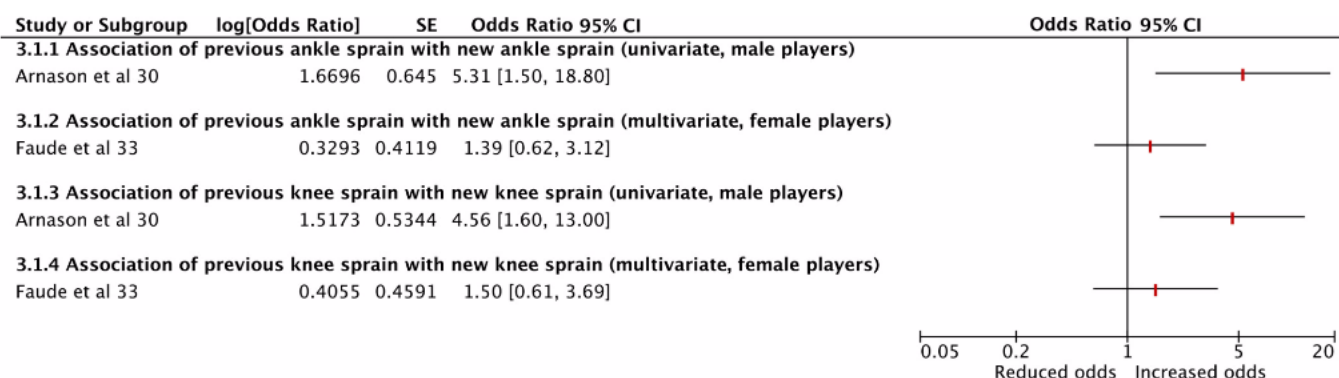 Study or Subgroup log[Odds Ratio] SE Odds Ratio 95% CI Odds Ratio 95% CI
3.1.1 Association of previous ankle sprain with new ankle sprain (univariate, male players)
Arnason et al 30 1.6696 0.645 5.31 [1.50, 18.80]
3.1.2 Association of previous ankle sprain with new ankle sprain (multivariate, female players)
Faude et al 33 0.3293 0.4119 1.39 [0.62, 3.12]
3.1.3 Association of previous knee sprain with new knee sprain (univariate, male players)
Arnason et al 30 1.5173 0.5344 4.56 [1.60, 13.00]
3.1.4 Association of previous knee sprain with new knee sprain (multivariate, female players)
Faude et al 33 0.4055 0.4591 1.50 [0.61, 3.69]
0.05 0.2 1 5 20
Reduced odds Increased odds